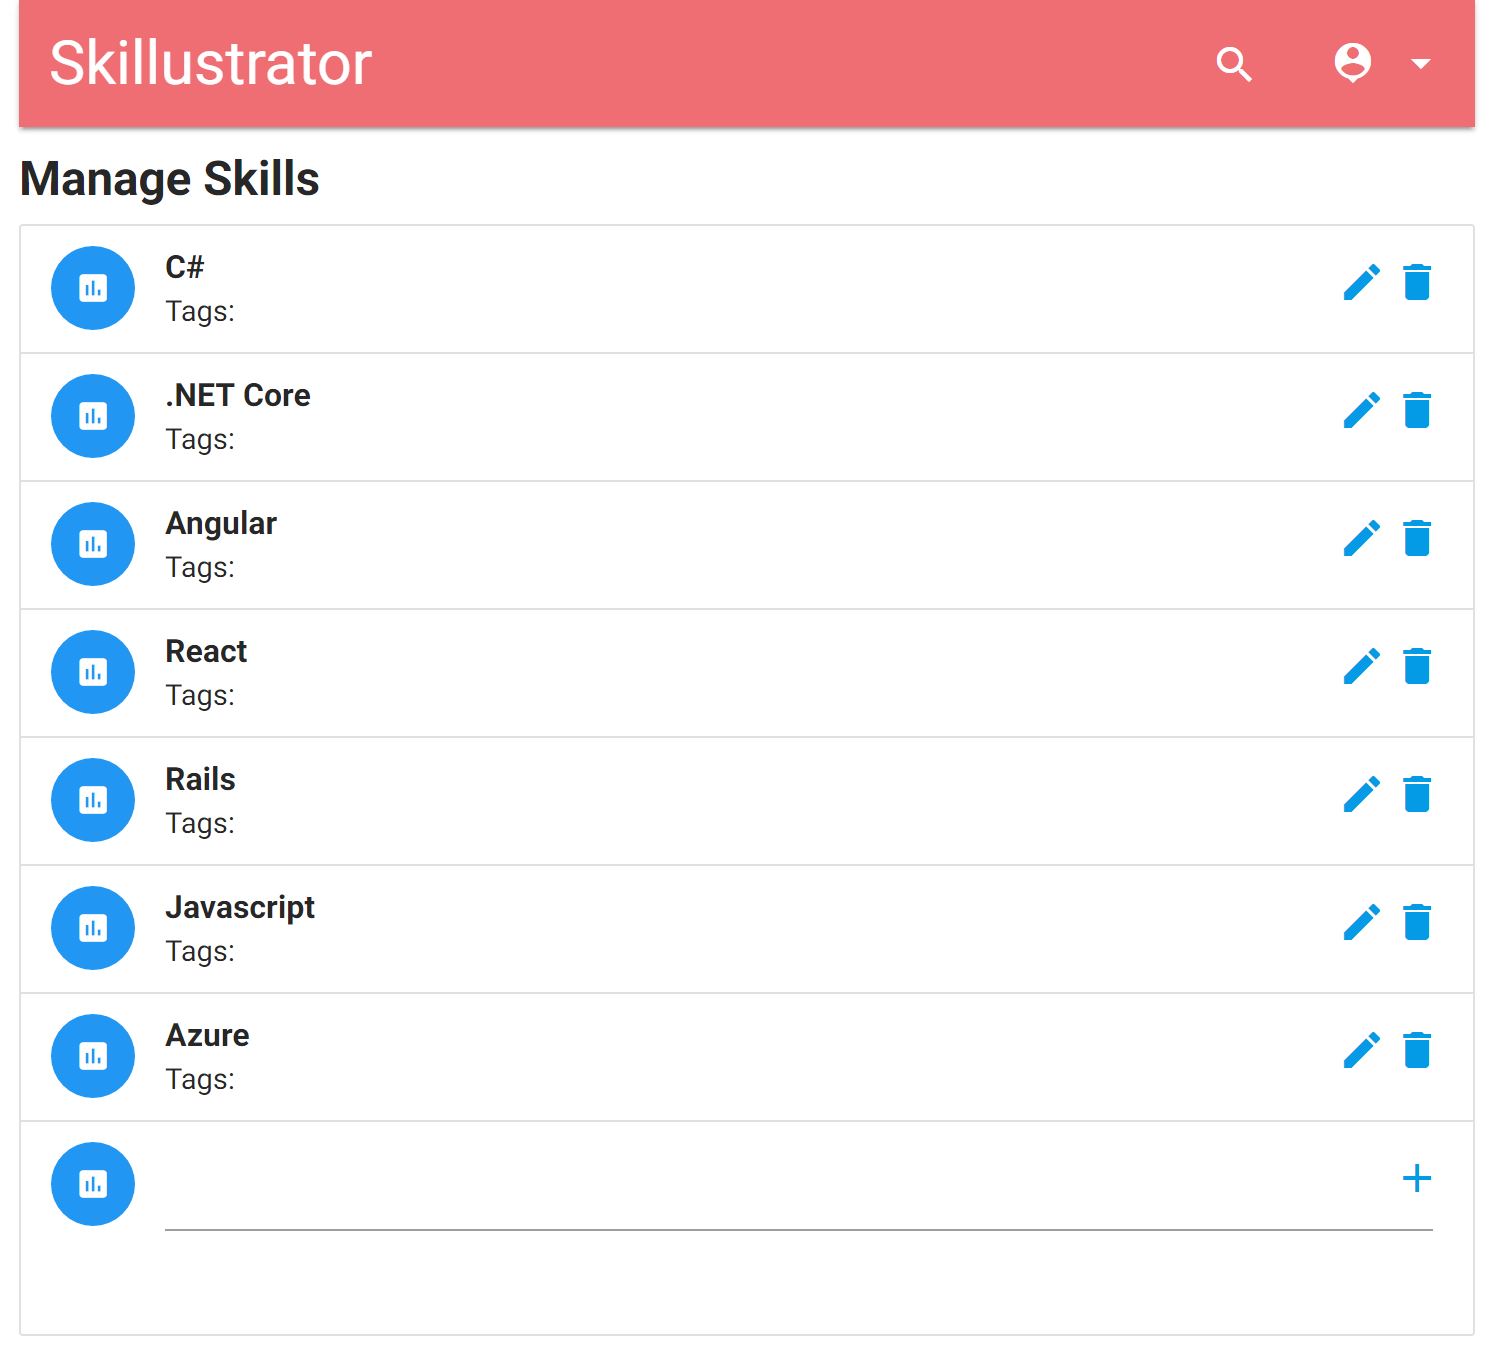 Skillustrator
Manage Skills
C#
Tags:
.NET Core
Tags:
Angular
Tags:
React
Tags:
Rails
Tags:
Javascript
Tags:
Azure
Tags: